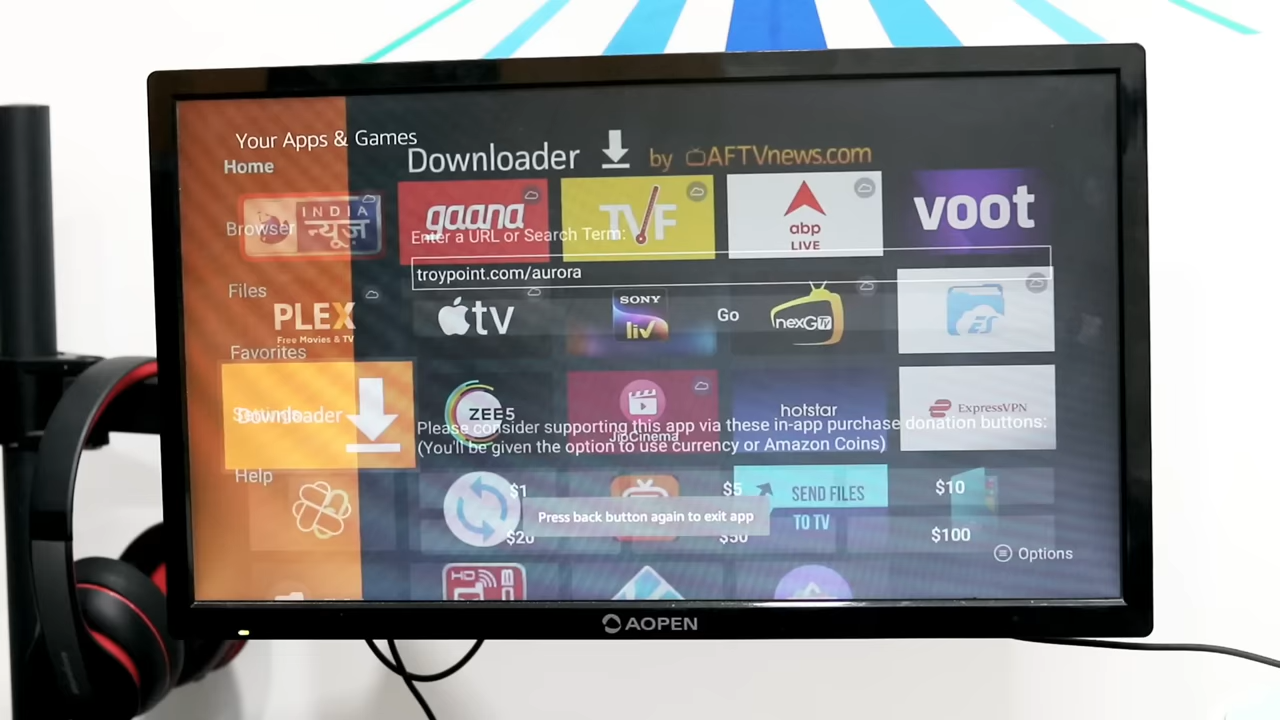 Your Apps & Games
Downloader by AFTVnews.com
Home
INDIA
न्यूज़
gaana
TVF
abp
LIVE
voot
Browser
Enter a URL or Search Term:
troypoint.com/aurora
Files
PLEX
Free Movies & TV
tv
SONY
liv
Go
nexGTv
ES
Favorites
Downloader
Settings
ZEE5
JioCinema
hotstar
ExpressVPN
Please consider supporting this app via these in-app purchase donation buttons:
(You'll be given the option to use currency or Amazon Coins)
Help
$1
$5
SEND FILES
TO TV
$10
Press back button again to exit app
$20
$50
$100
Options
HD
AOPEN